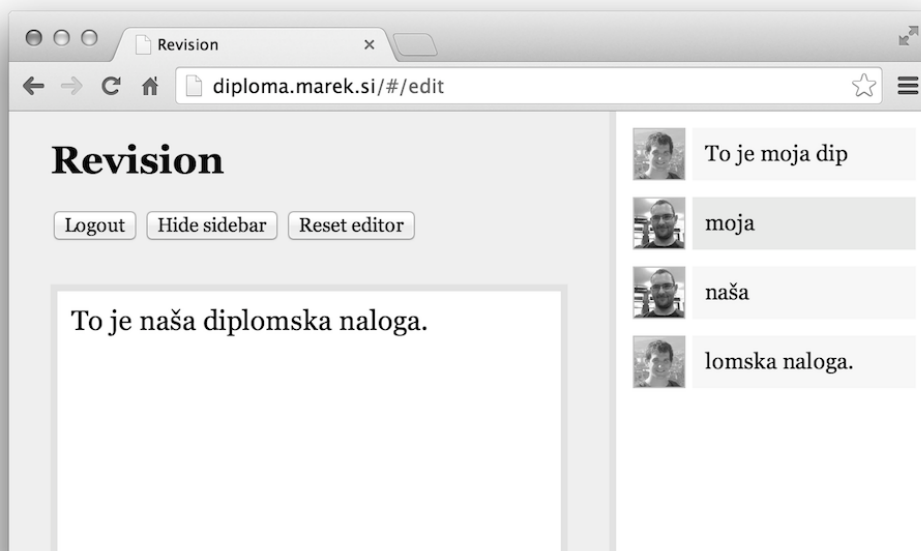 Revision
diploma.marek.si/#/edit
Revision
Logout Hide sidebar Reset editor
To je naša diplomska naloga.
To je moja dip
moja
naša
lomska naloga.